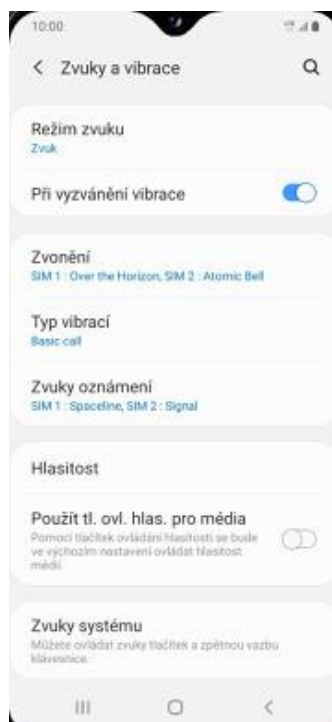 10:00
Zvuky a vibrace
Režim zvuku
Zvuk
Při vyzvánění vibrace
Zvonění
SIM 1 : Over the Horizon, SIM 2 : Atomic Bell
Typ vibrací
Basic call
Zvuky oznámení
SIM 1 : Spaceline, SIM 2 : Signal
Hlasitost
Použít tl. ovl. hlas. pro média
Pomocí tlačítek ovládání hlasitosti se bude
ve výchozím nastavení ovládat hlasitost
médií.
Zvuky systému
Můžete ovládat zvuky tlačítek a zpětnou vazbu
klávesnice.